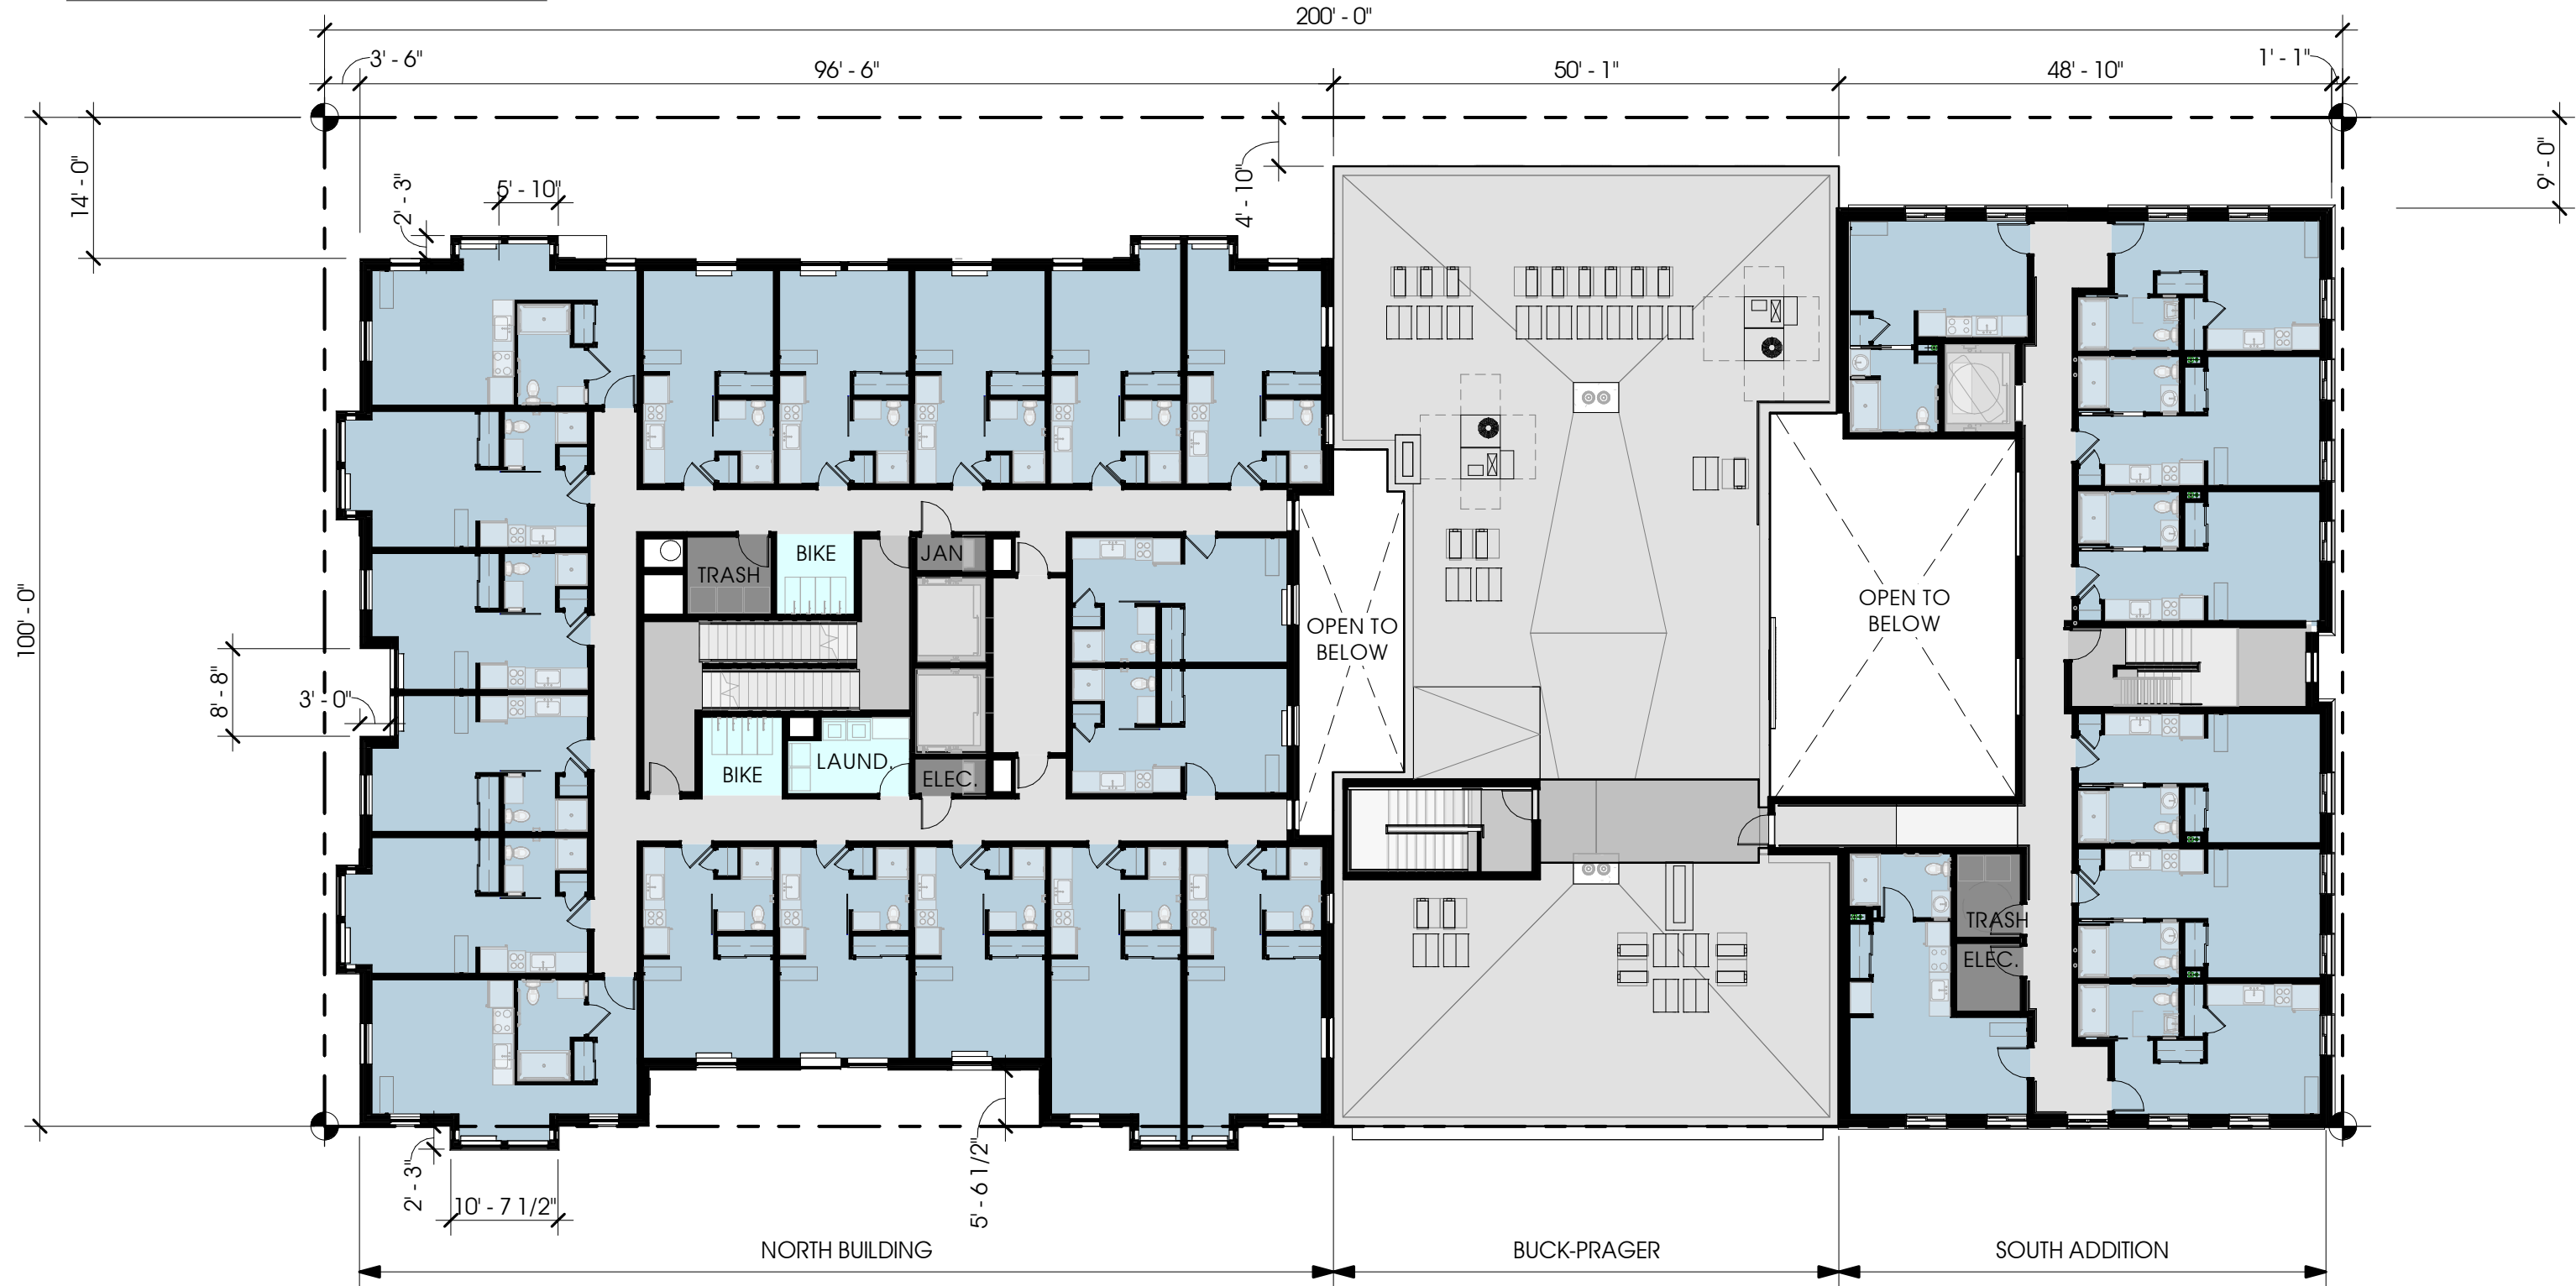 200' - 0"
3' - 6"
96' - 6"
50' - 1"
48' - 10"
1' - 1"
14' - 0"
2' - 3"
5' - 10"
4' - 10"
9' - 0"
100' - 0"
JAN
BIKE
TRASH
OPEN TO
BELOW
OPEN TO
BELOW
8' - 8"
3' - 0"
BIKE
LAUND.
ELEC.
TRASH
ELEC.
2' - 3"
10' - 7 1/2"
5' - 6 1/2"
NORTH BUILDING
BUCK-PRAGER
SOUTH ADDITION